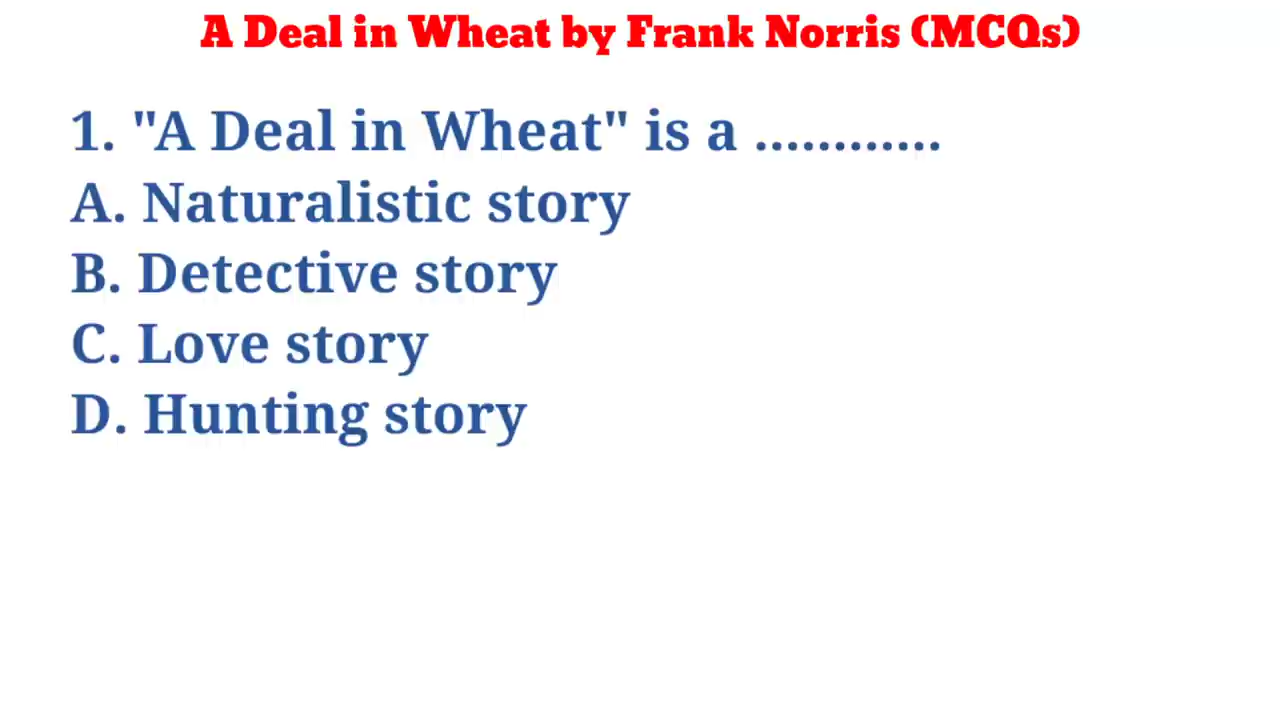 A Deal in Wheat by Frank Norris (MCQs)
1. "A Deal in Wheat" is a ............
A. Naturalistic story
B. Detective story
C. Love story
D. Hunting story